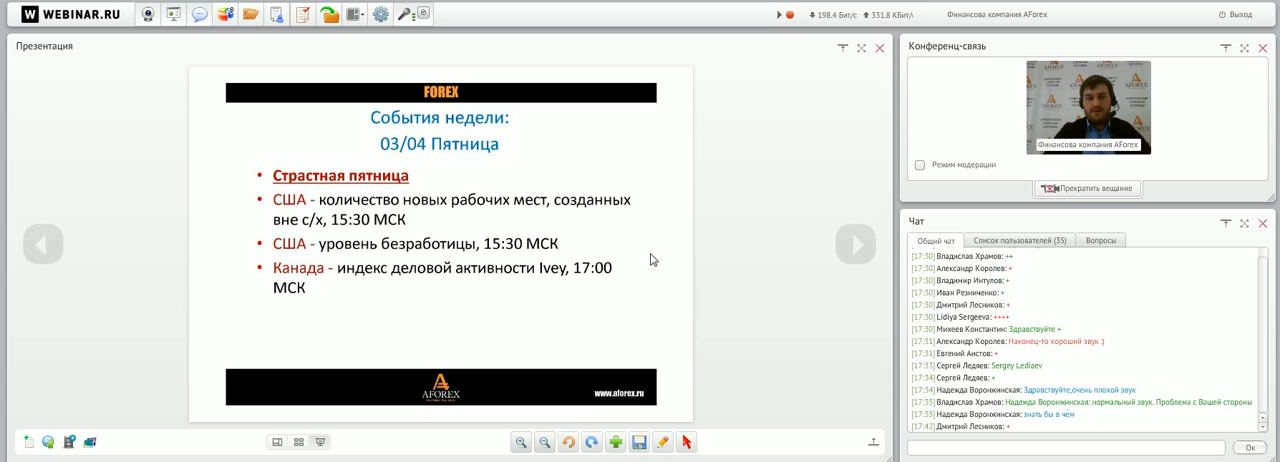 W WEBINAR.RU
198.4 Бит/с 331.8 КБит/с
Финансова компания AForex
Выход
Презентация
FOREX
События недели:
03/04 Пятница
• Страстная пятница
• США - количество новых рабочих мест, созданных
вне с/х, 15:30 МСК
• США - уровень безработицы, 15:30 МСК
• Канада - индекс деловой активности Ivey, 17:00
МСК
AFOREX
www.aforex.ru
Конференц-связь
AFOREX
Финансова компания AForex
Режим модерации
Прекратить вещание
Чат
Общий чат Список пользователей (35) Вопросы
[17:30] Владислав Храмов: ++
[17:30] Александр Королев: +
[17:30] Владимир Интулов: +
[17:30] Иван Резниченко: +
[17:30] Дмитрий Лесников: +
[17:30] Lidiya Sergeeva: ++++
[17:30] Михеев Константин: Здравствуйте +
[17:31] Александр Королев: Наконец-то хороший звук :)
[17:31] Евгений Аистов: +
[17:33] Сергей Ледяев: Sergey Lediaev
[17:34] Сергей Ледяев: +
[17:34] Надежда Воронжинская: Здравствуйте,очень плохой звук
[17:35] Владислав Храмов: Надежда Воронжинская: нормальный звук. Проблема с Вашей стороны
[17:35] Надежда Воронжинская: знать бы в чём
[17:42] Дмитрий Лесников: +
Ок